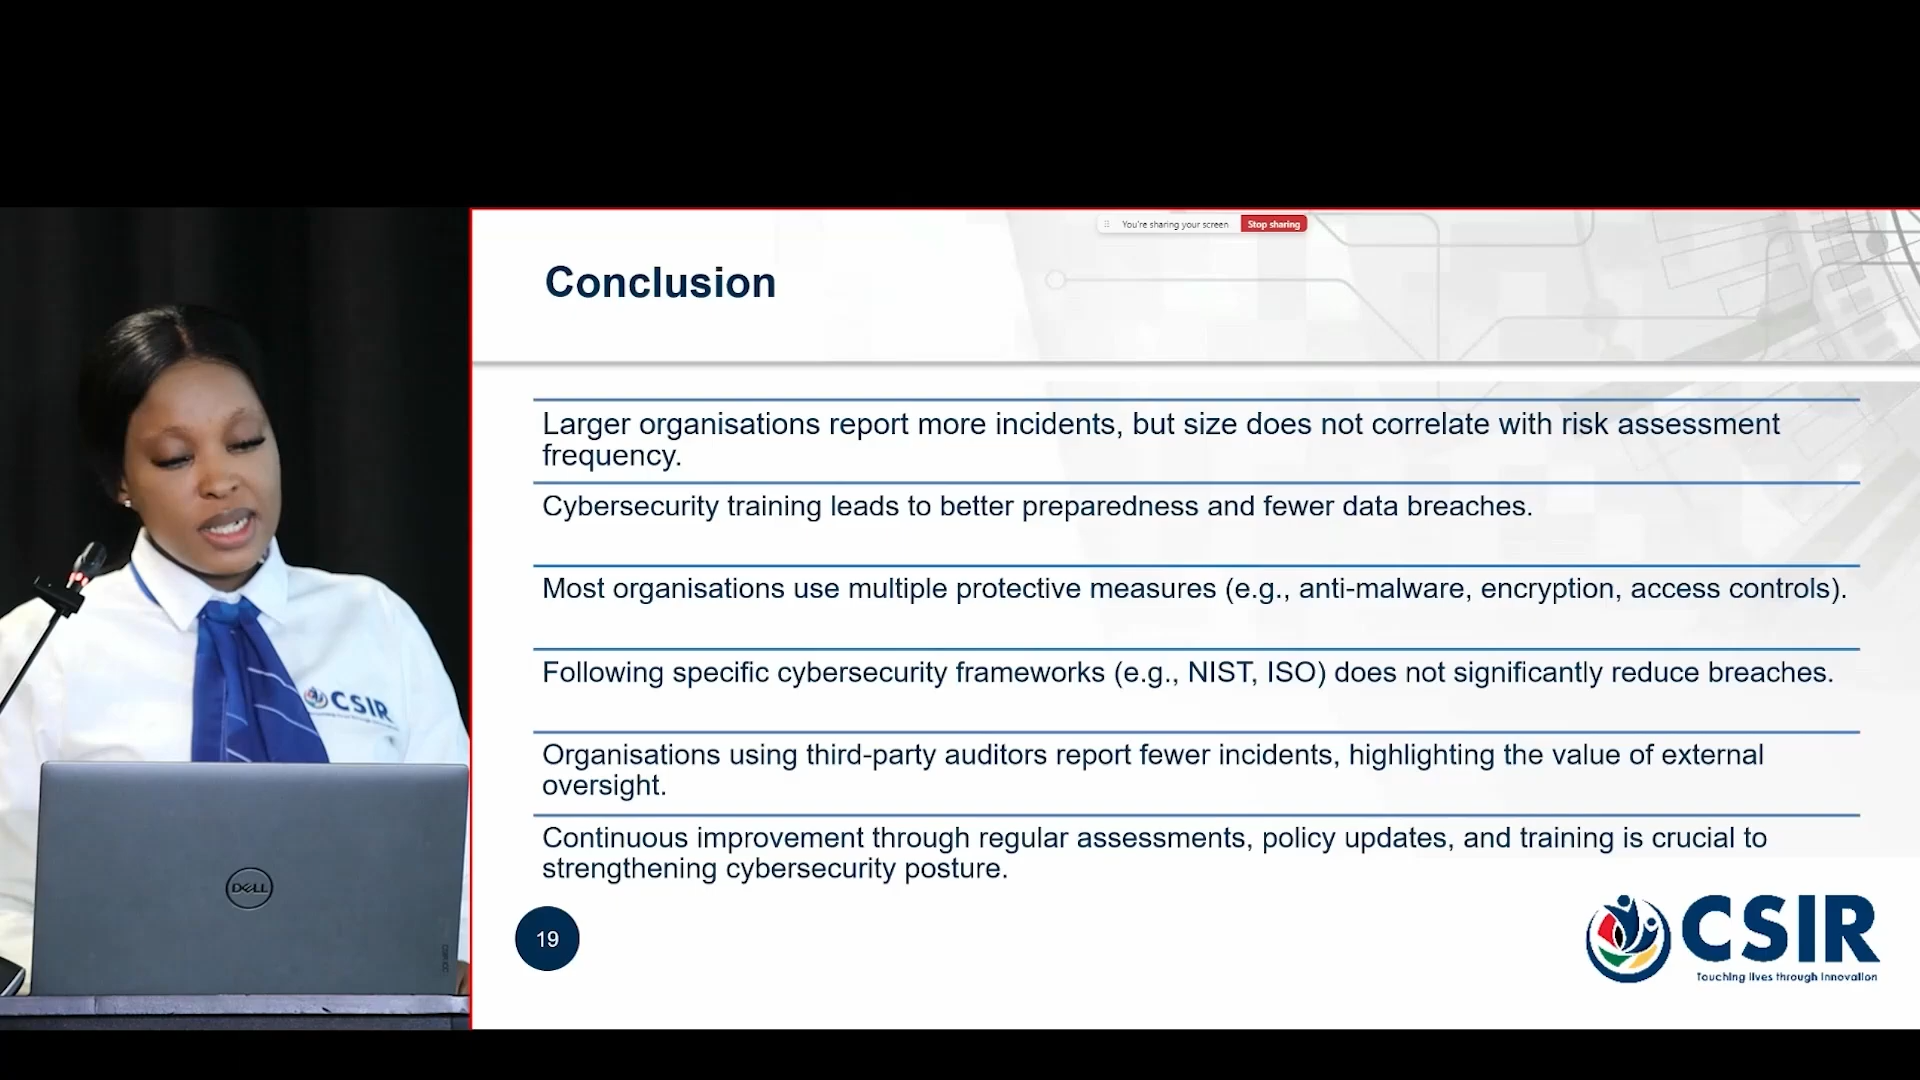 You're sharing your screen
Stop sharing
Conclusion
Larger organisations report more incidents, but size does not correlate with risk assessment
frequency.
Cybersecurity training leads to better preparedness and fewer data breaches.
Most organisations use multiple protective measures (e.g., anti-malware, encryption, access controls).
Following specific cybersecurity frameworks (e.g., NIST, ISO) does not significantly reduce breaches.
Organisations using third-party auditors report fewer incidents, highlighting the value of external
oversight.
Continuous improvement through regular assessments, policy updates, and training is crucial to
strengthening cybersecurity posture.
19
CSIR
Touching lives through innovation
CSIR
DELL